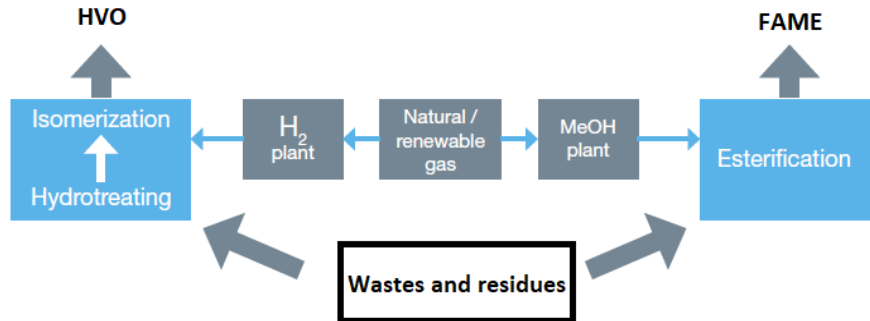 HVO
FAME
Isomerization
Hydrotreating
H₂
plant
Natural /
renewable
gas
MeOH
plant
Esterification
Wastes and residues